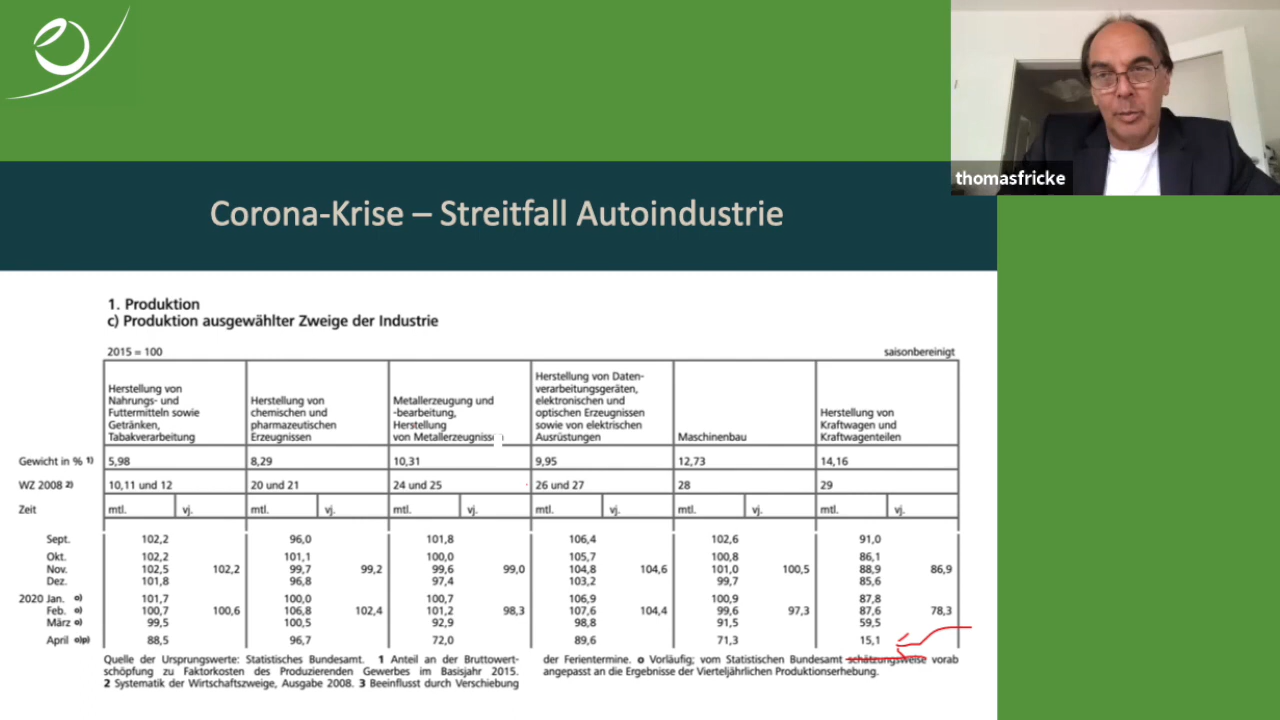 thomasfricke
Corona-Krise – Streitfall Autoindustrie
1. Produktion
c) Produktion ausgewählter Zweige der Industrie
2015 = 100 saisonbereinigt
Herstellung von
Nahrungs- und
Futtermitteln sowie
Getränken,
Tabakverarbeitung
Herstellung von
chemischen und
pharmazeutischen
Erzeugnissen
Metallerzeugung und
-bearbeitung,
Herstellung
von Metallerzeugnissen
Herstellung von Daten-
verarbeitungsgeräten,
elektronischen und
optischen Erzeugnissen
sowie von elektrischen
Ausrüstungen
Maschinenbau
Herstellung von
Kraftwagen und
Kraftwagenteilen
Gewicht in % 1) 5,98 8,29 10,31 9,95 12,73 14,16
WZ 2008 2) 10,11 und 12 20 und 21 24 und 25 26 und 27 28 29
Zeit mtl. vj. mtl. vj. mtl. vj. mtl. vj. mtl. vj. mtl. vj.
Sept. 102,2 96,0 101,8 106,4 102,6 91,0
Okt. 102,2 101,1 100,0 105,7 100,8 86,1
Nov. 102,5 102,2 99,7 99,2 99,6 99,0 104,8 104,6 101,0 100,5 88,9 86,9
Dez. 101,8 96,8 97,4 103,2 99,7 85,6
2020 Jan. o) 101,7 100,0 100,7 106,9 100,9 87,8
Feb. o) 100,7 100,6 106,8 102,4 101,2 98,3 107,6 104,4 99,6 97,3 87,6 78,3
März o) 99,5 100,5 92,9 98,8 91,5 59,5
April o)p) 88,5 96,7 72,0 89,6 71,3 15,1
Quelle der Ursprungswerte: Statistisches Bundesamt. 1 Anteil an der Bruttowert-
schöpfung zu Faktorkosten des Produzierenden Gewerbes im Basisjahr 2015.
2 Systematik der Wirtschaftszweige, Ausgabe 2008. 3 Beeinflusst durch Verschiebung
der Ferientermine. o Vorläufig; vom Statistischen Bundesamt schätzungsweise vorab
angepasst an die Ergebnisse der Vierteljährlichen Produktionserhebung.